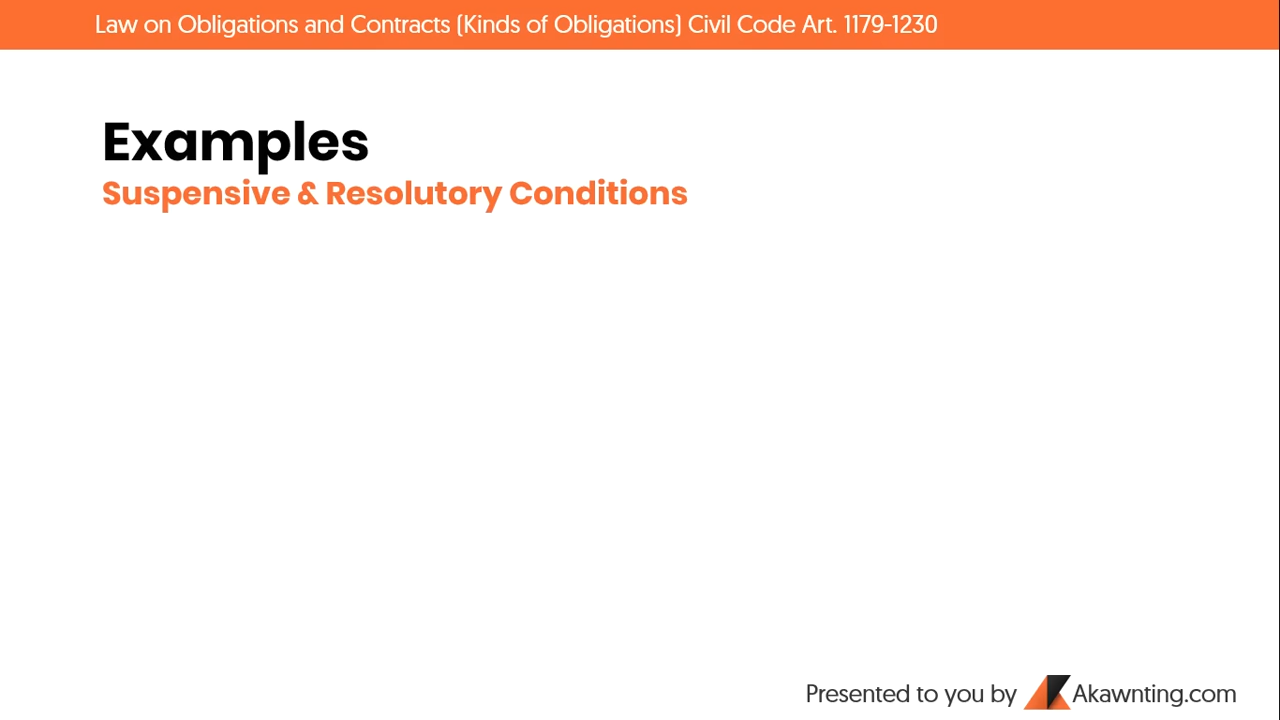 Law on Obligations and Contracts (Kinds of Obligations) Civil Code Art. 1179-1230
Examples
Suspensive & Resolutory Conditions
Presented to you by Akawnting.com